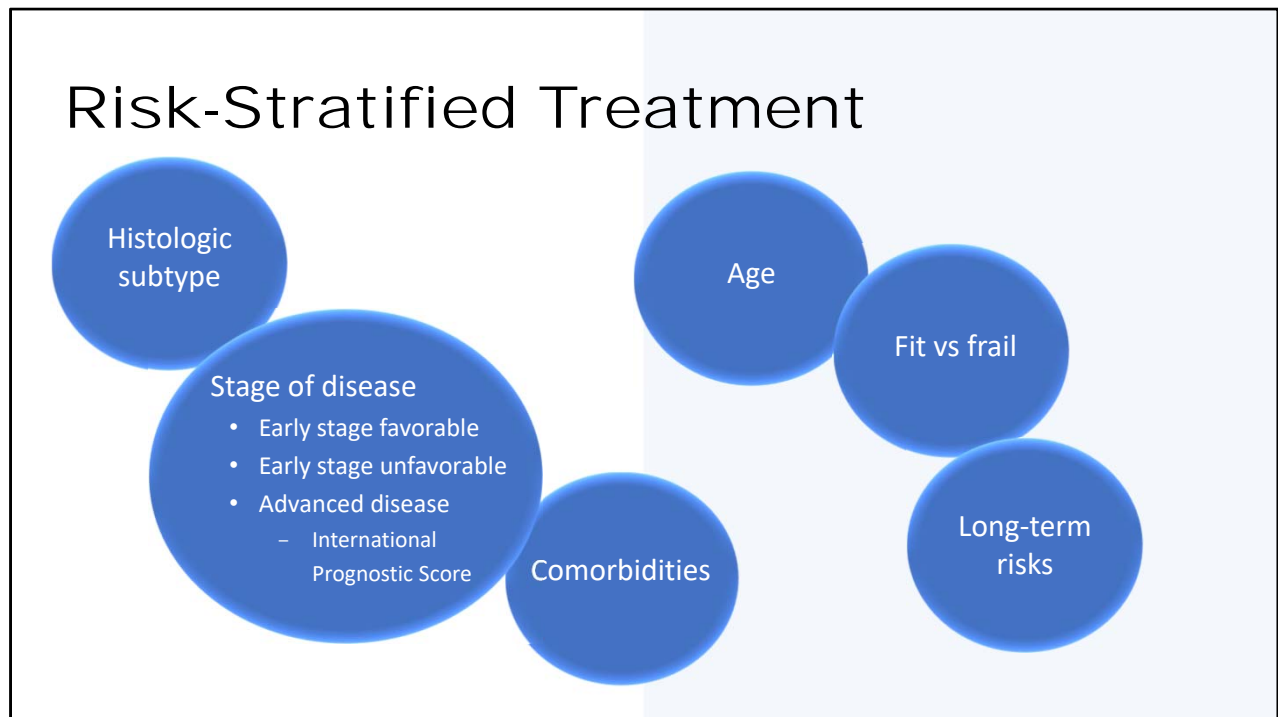 Risk-Stratified Treatment
Histologic
subtype
Stage of disease
• Early stage favorable
• Early stage unfavorable
• Advanced disease
– International
Prognostic Score
Comorbidities
Age
Fit vs frail
Long-term
risks